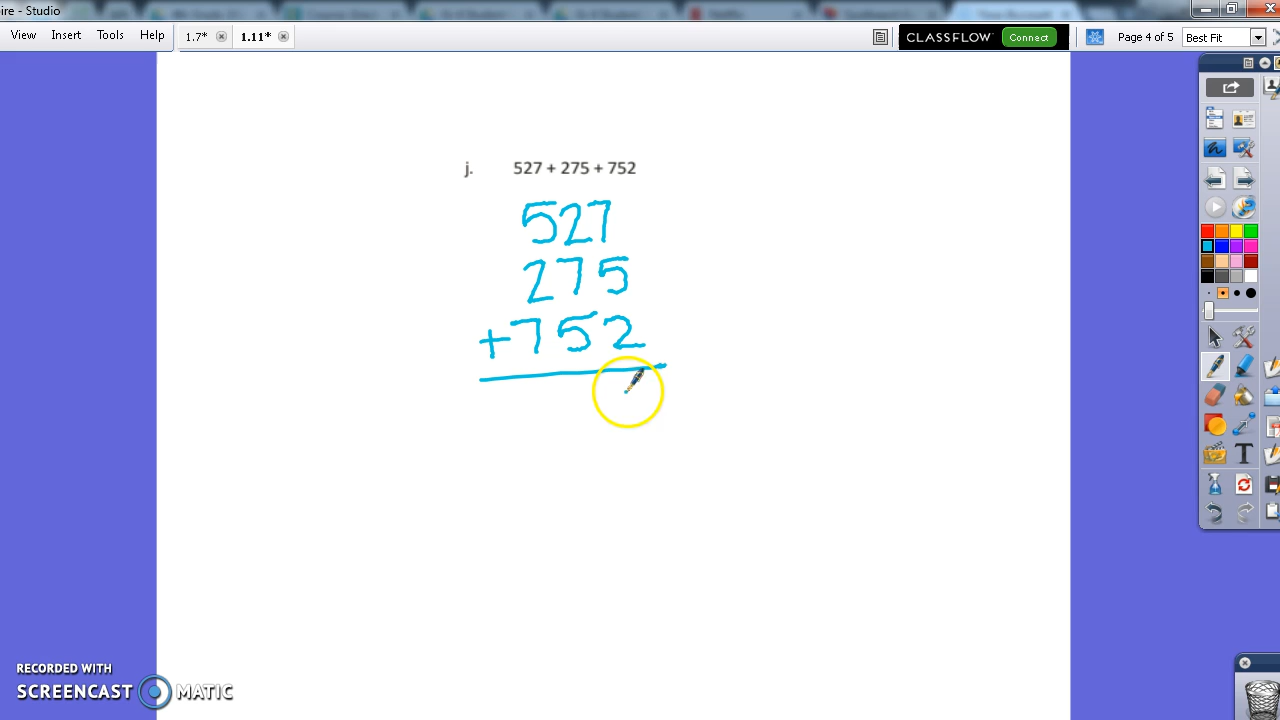 ire - Studio
View Insert Tools Help 1.7* 1.11* CLASSFLOW Connect Page 4 of 5 Best Fit
j. 527 + 275 + 752
527
275
+752
T
RECORDED WITH
SCREENCAST MATIC